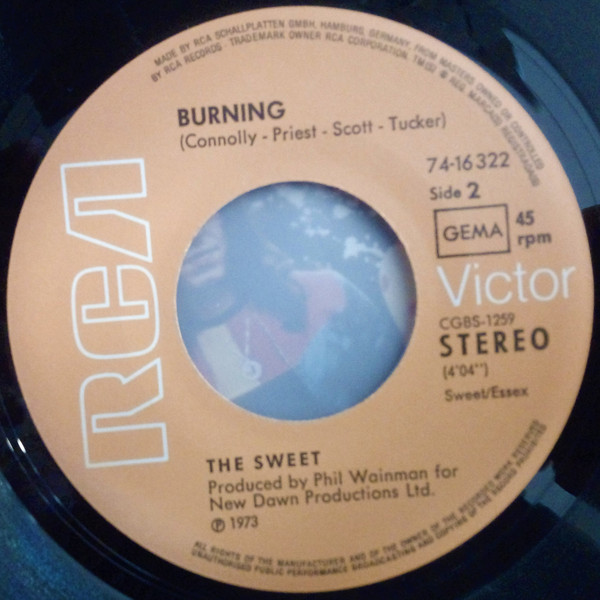 MADE BY RCA SCHALLPLATTEN GMBH, HAMBURG, GERMANY, FROM MASTERS OWNED OR CONTROLLED
BY RCA RECORDS · TRADEMARK OWNER RCA CORPORATION. TM(S) ® REG. MARCA(S) REGISTRADA(S)
BURNING
(Connolly - Priest - Scott - Tucker)
74-16 322
Side 2
GEMA
45
rpm
RCA
Victor
CGBS-1259
STEREO
(4'04'')
Sweet/Essex
THE SWEET
Produced by Phil Wainman for
New Dawn Productions Ltd.
℗ 1973
ALL RIGHTS OF THE MANUFACTURER AND OF THE OWNER OF THE RECORDED WORK RESERVED
UNAUTHORISED PUBLIC PERFORMANCE BROADCASTING AND COPYING OF THIS RECORD PROHIBITED